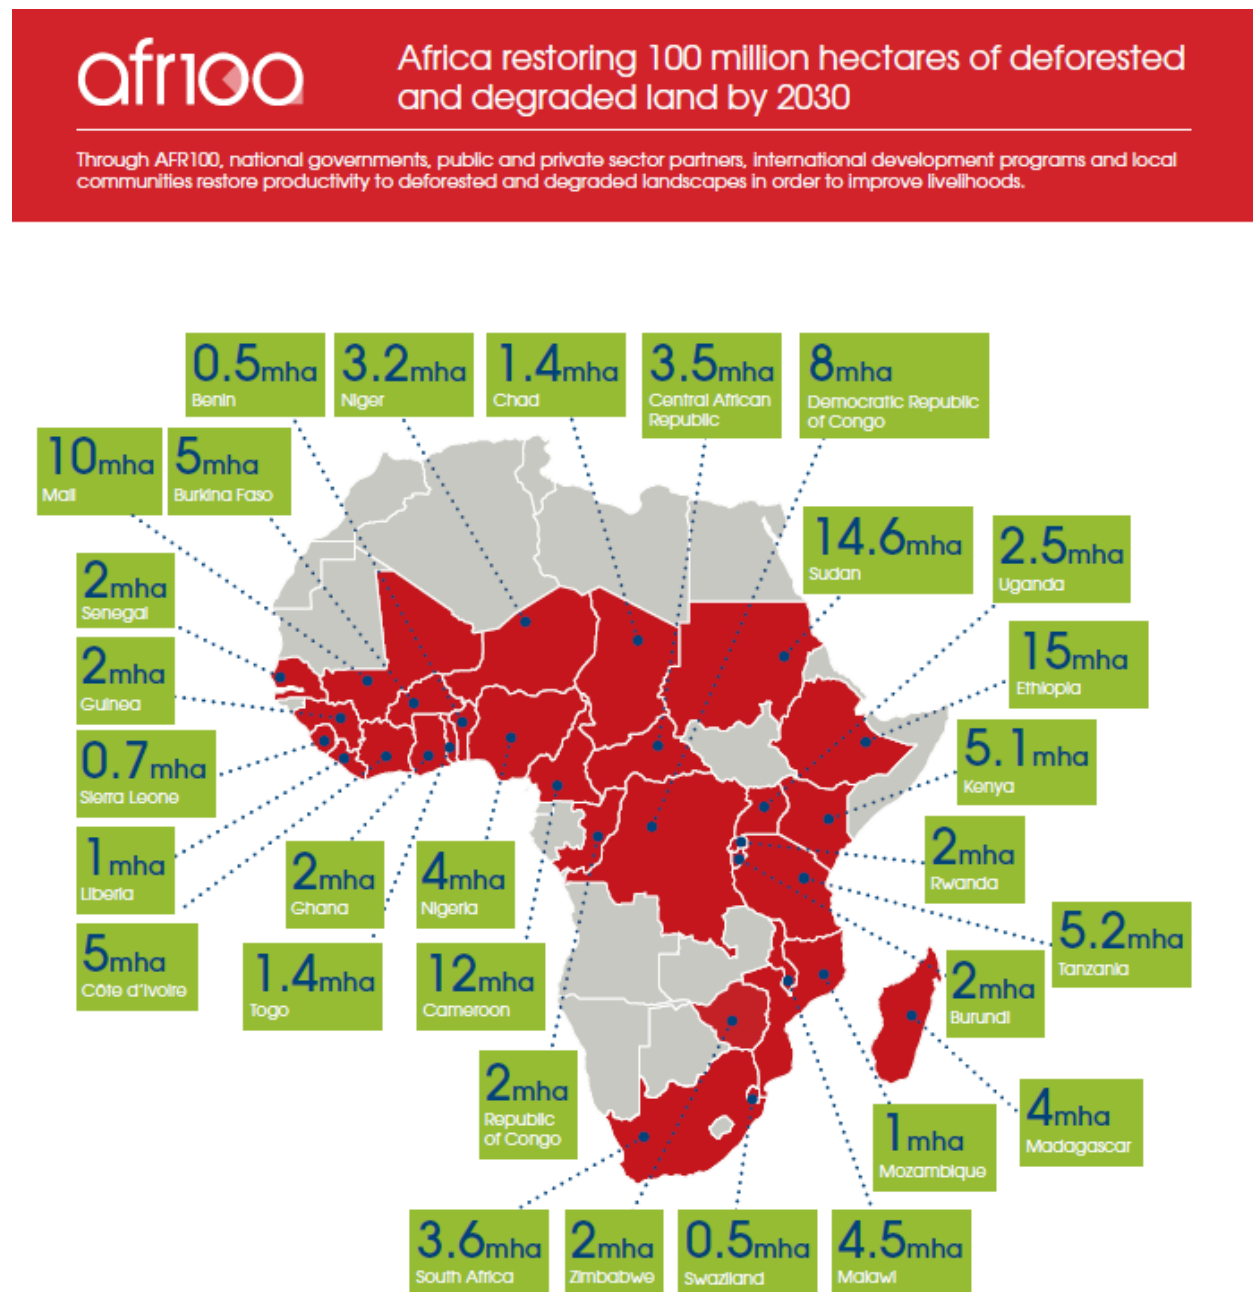 afr100
Africa restoring 100 million hectares of deforested
and degraded land by 2030
Through AFR100, national governments, public and private sector partners, international development programs and local
communities restore productivity to deforested and degraded landscapes in order to improve livelihoods.
0.5mha
Benin
3.2mha
Niger
1.4mha
Chad
3.5mha
Central African
Republic
8mha
Democratic Republic
of Congo
10mha
Mali
5mha
Burkina Faso
14.6mha
Sudan
2.5mha
Uganda
2mha
Senegal
15mha
Ethiopia
2mha
Guinea
5.1mha
Kenya
0.7mha
Sierra Leone
2mha
Rwanda
1mha
Liberia
2mha
Ghana
4mha
Nigeria
5.2mha
Tanzania
5mha
Côte d'Ivoire
1.4mha
Togo
12mha
Cameroon
2mha
Burundi
2mha
Republic
of Congo
4mha
Madagascar
1mha
Mozambique
3.6mha
South Africa
2mha
Zimbabwe
0.5mha
Swaziland
4.5mha
Malawi